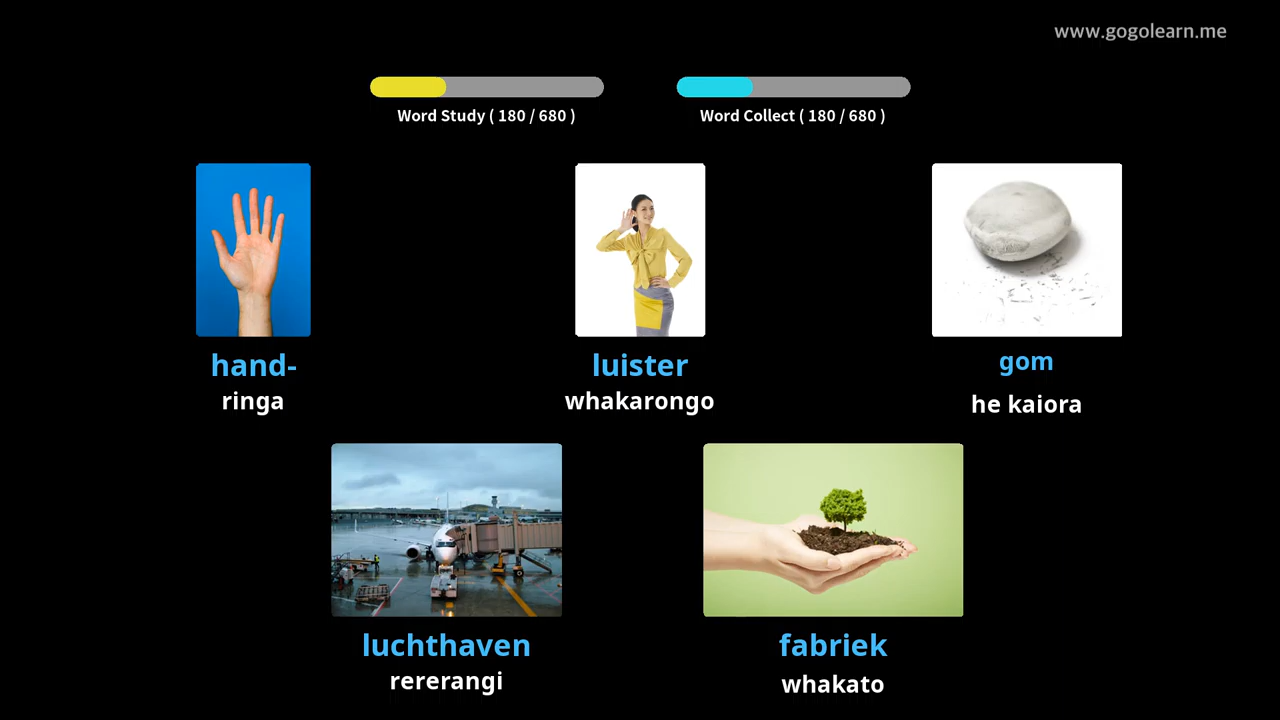 www.gogolearn.me
Word Study ( 180 / 680 )
Word Collect ( 180 / 680 )
hand-
ringa
luister
whakarongo
gom
he kaiora
luchthaven
rererangi
fabriek
whakato